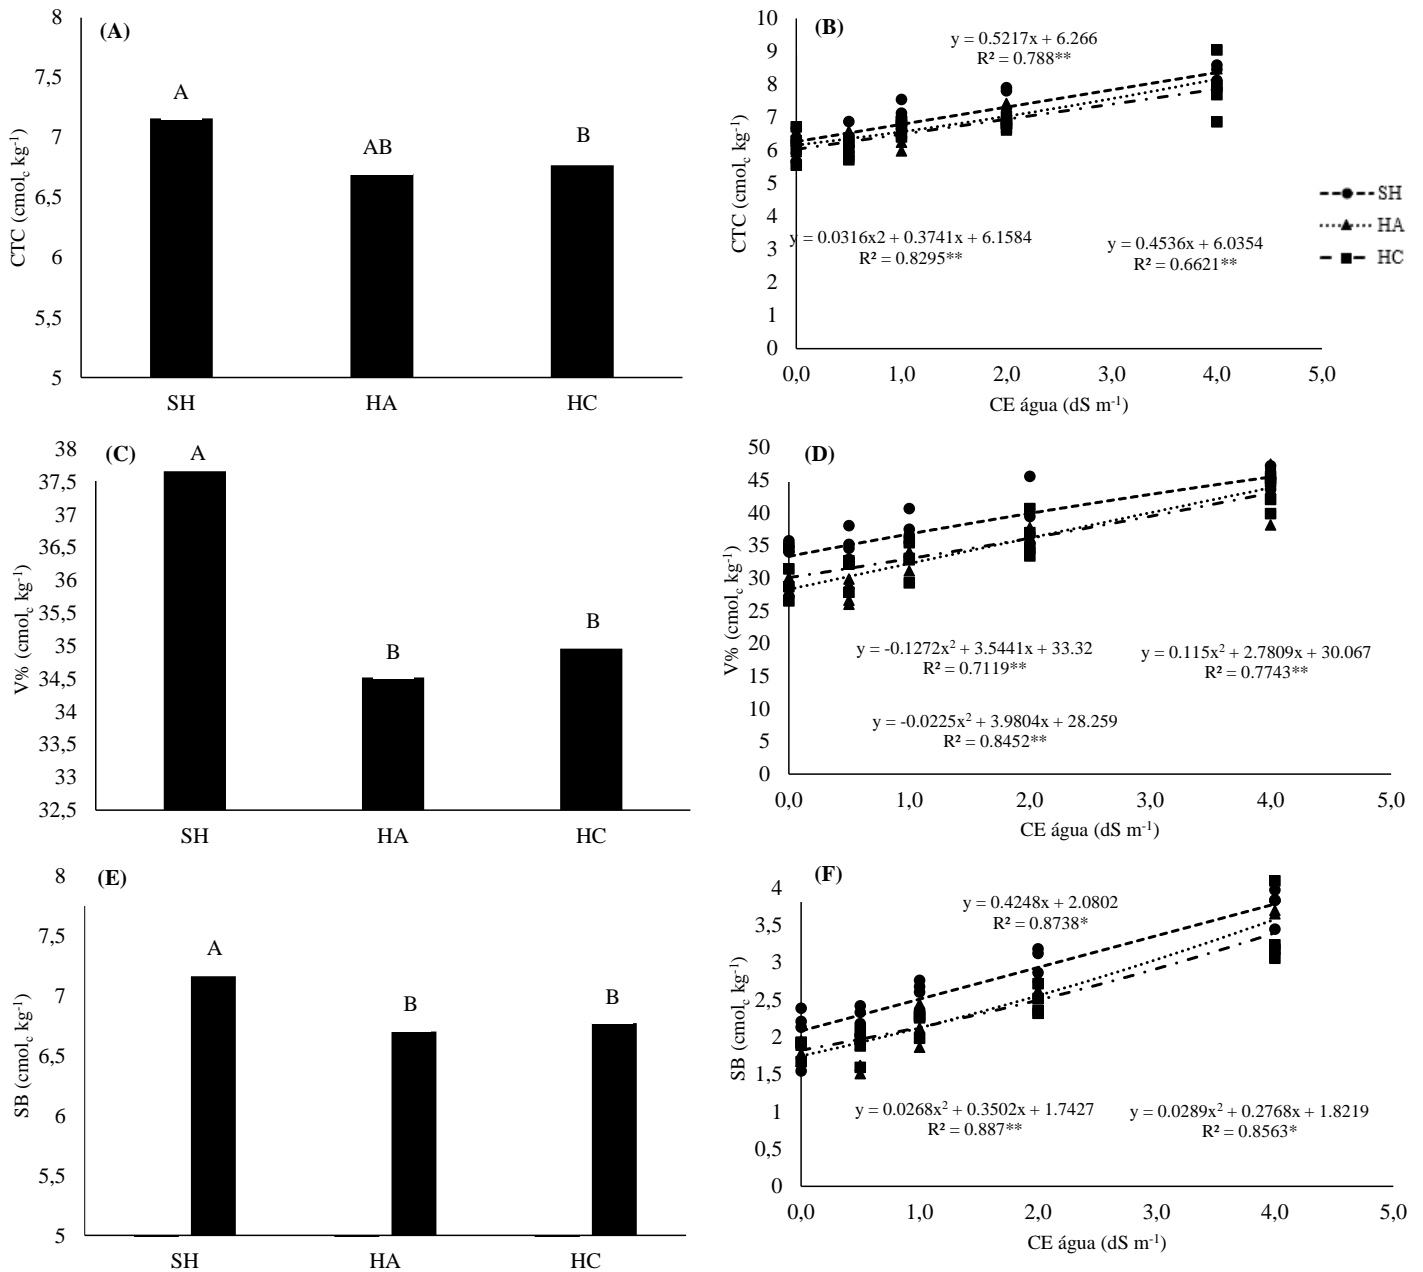 (A)
CTC (cmol_c kg⁻¹)
8
7,5
7
6,5
6
5,5
5
A
AB
B
SH HA HC
(B)
CTC (cmol_c kg⁻¹)
10
9
8
7
6
5
4
3
2
1
0
y = 0.5217x + 6.266
R² = 0.788**
y = 0.0316x2 + 0.3741x + 6.1584
R² = 0.8295**
y = 0.4536x + 6.0354
R² = 0.6621**
0,0 1,0 2,0 3,0 4,0 5,0
CE água (dS m⁻¹)
SH
HA
HC
(C)
V% (cmol_c kg⁻¹)
38
37,5
37
36,5
36
35,5
35
34,5
34
33,5
33
32,5
A
B
B
SH HA HC
(D)
V% (cmol_c kg⁻¹)
50
45
40
35
30
25
20
15
10
5
0
y = -0.1272x² + 3.5441x + 33.32
R² = 0.7119**
y = 0.115x² + 2.7809x + 30.067
R² = 0.7743**
y = -0.0225x² + 3.9804x + 28.259
R² = 0.8452**
0,0 1,0 2,0 3,0 4,0 5,0
CE água (dS m⁻¹)
(E)
SB (cmol_c kg⁻¹)
8
7,5
7
6,5
6
5,5
5
A
B
B
SH HA HC
(F)
SB (cmol_c kg⁻¹)
4
3,5
3
2,5
2
1,5
1
0,5
0
y = 0.4248x + 2.0802
R² = 0.8738*
y = 0.0268x² + 0.3502x + 1.7427
R² = 0.887**
y = 0.0289x² + 0.2768x + 1.8219
R² = 0.8563*
0,0 1,0 2,0 3,0 4,0 5,0
CE água (dS m⁻¹)